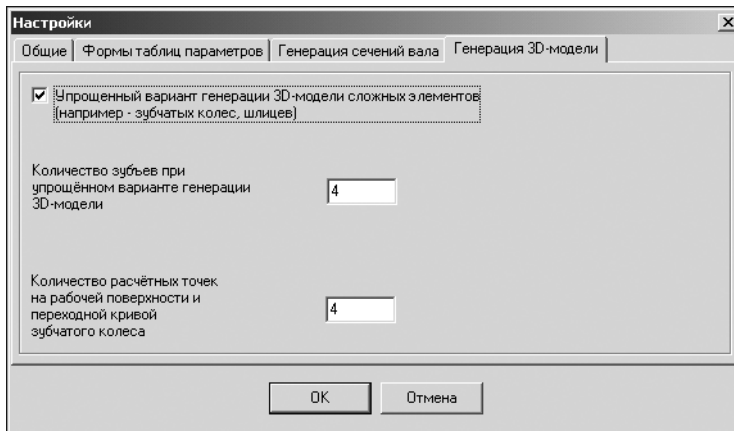 Настройки
Общие Формы таблиц параметров Генерация сечений вала Генерация 3D-модели
Упрощенный вариант генерации 3D-модели сложных элементов
(например - зубчатых колес, шлицев)
Количество зубъев при
упрощённом варианте генерации
3D-модели
4
Количество расчётных точек
на рабочей поверхности и
переходной кривой
зубчатого колеса
4
OK Отмена